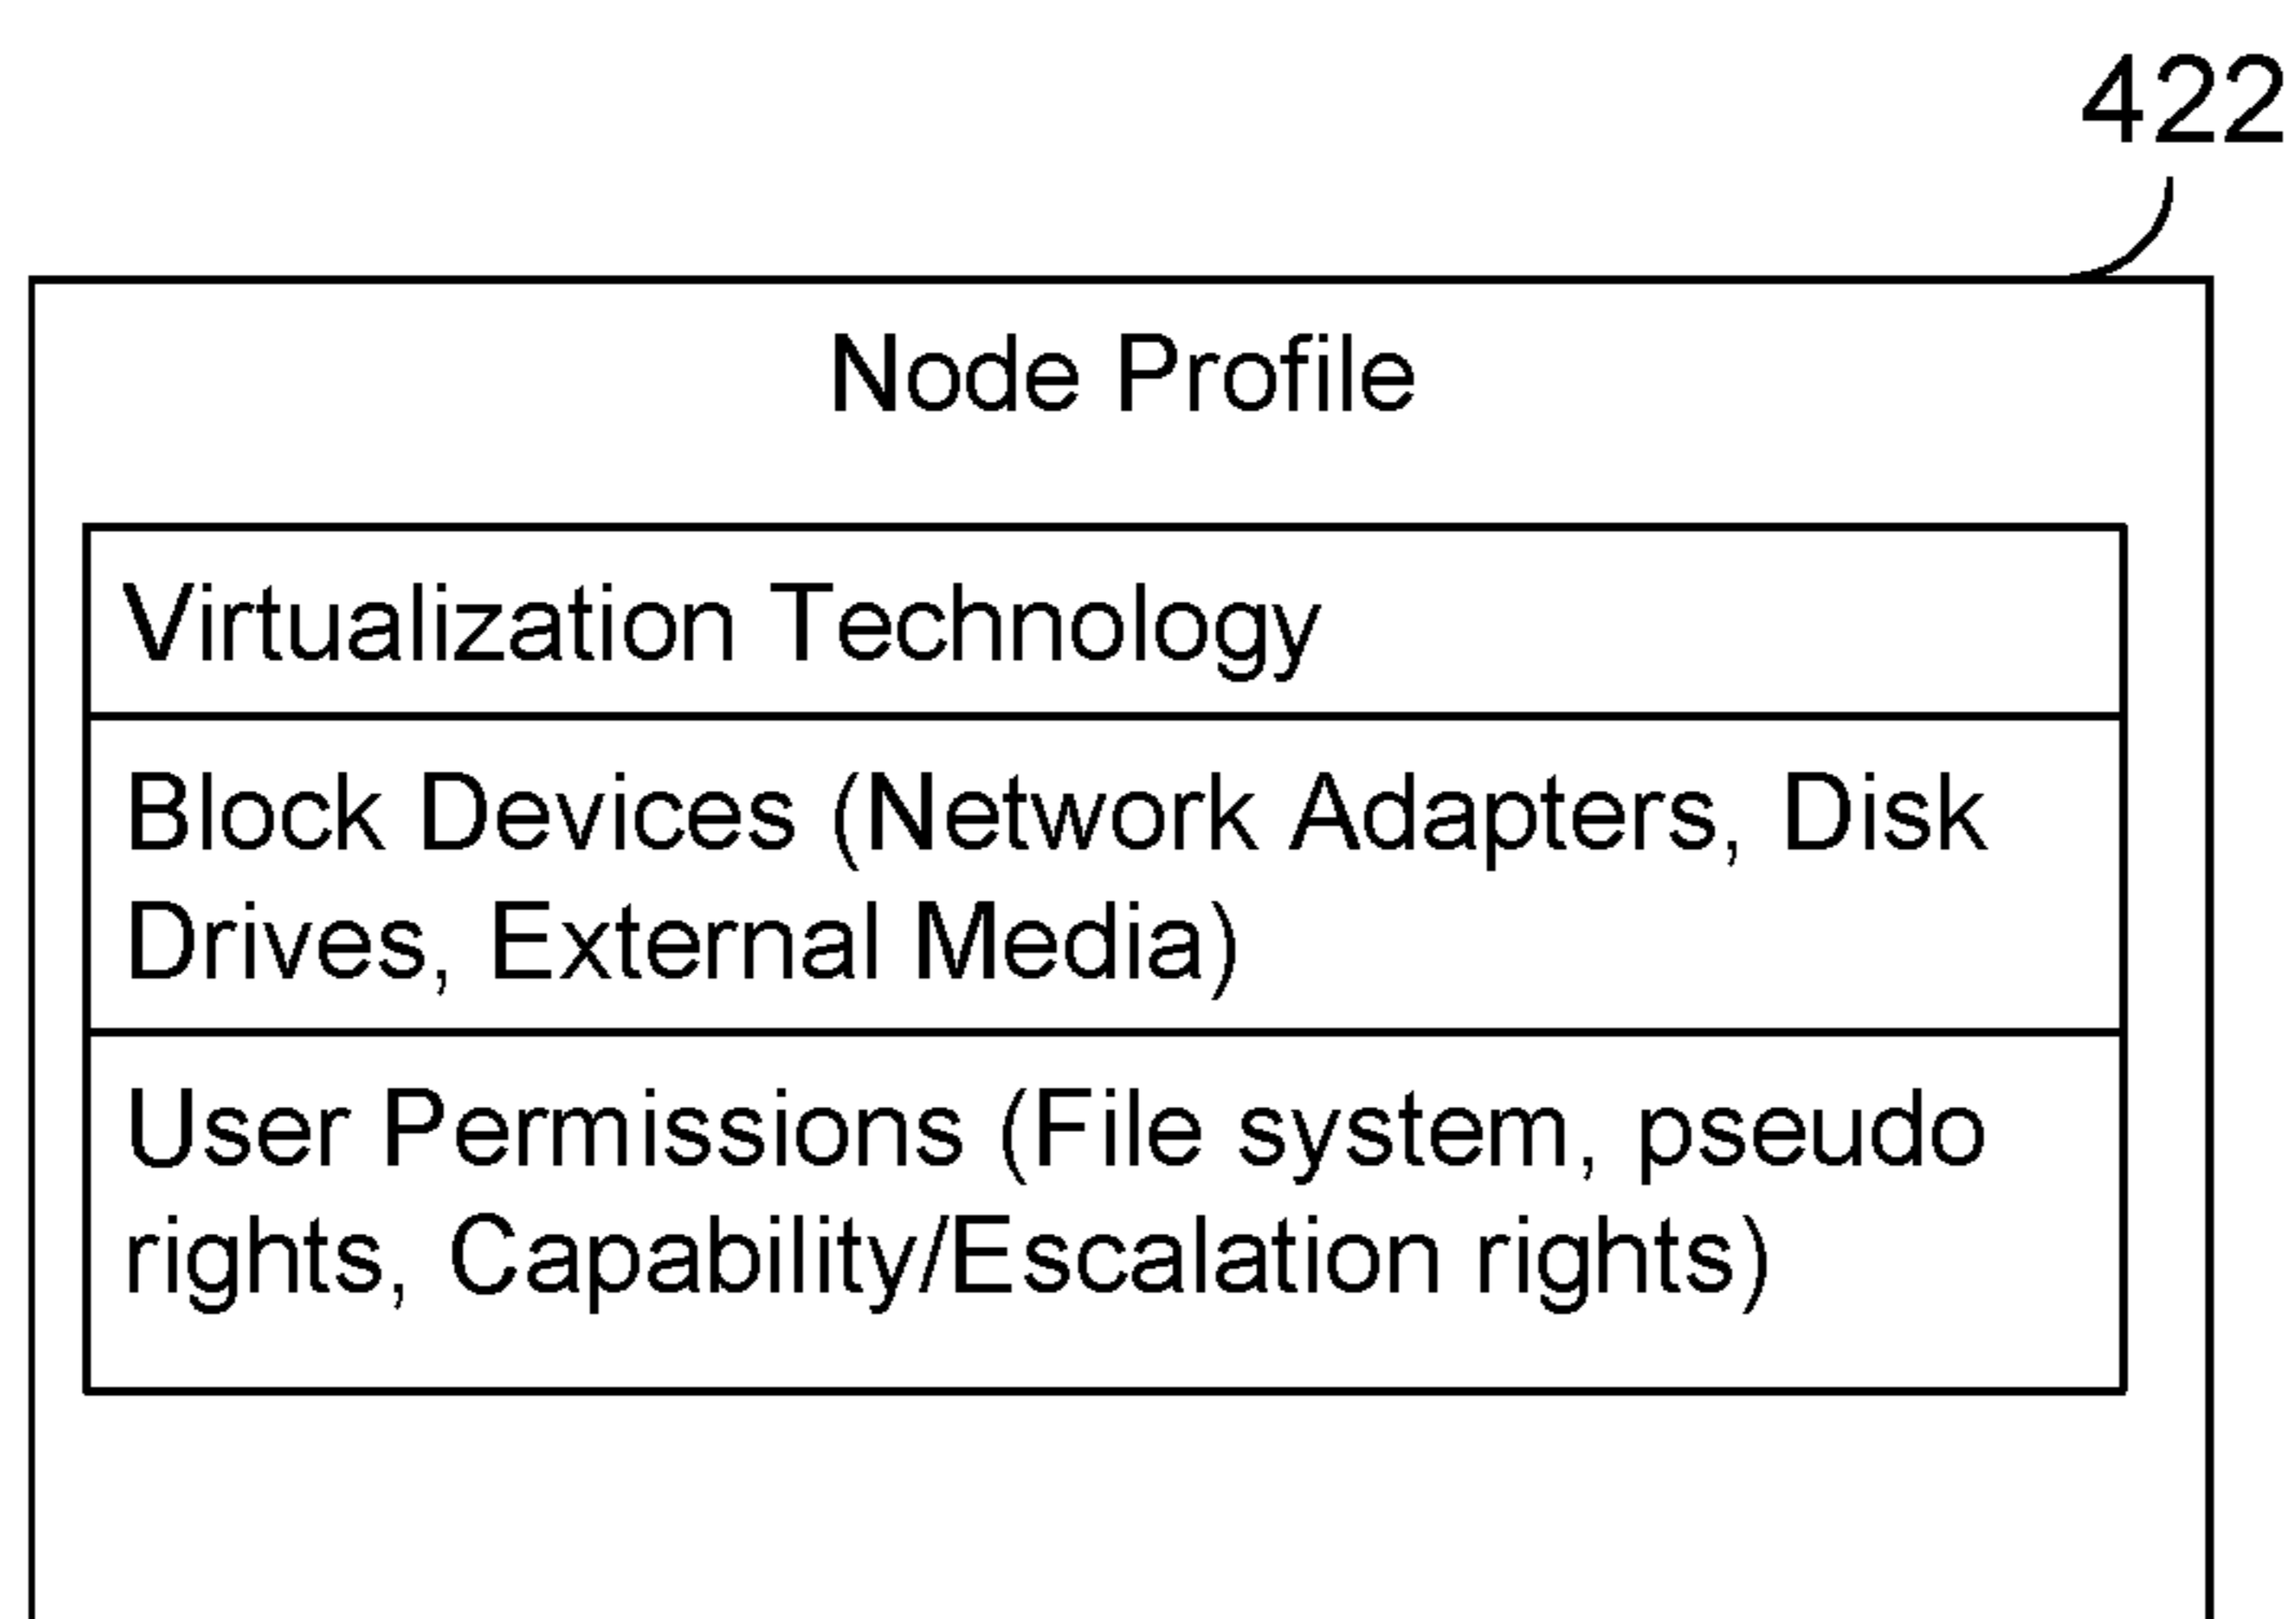 422
Node Profile
Virtualization Technology
Block Devices (Network Adapters, Disk
Drives, External Media)
User Permissions (File system, pseudo
rights, Capability/Escalation rights)